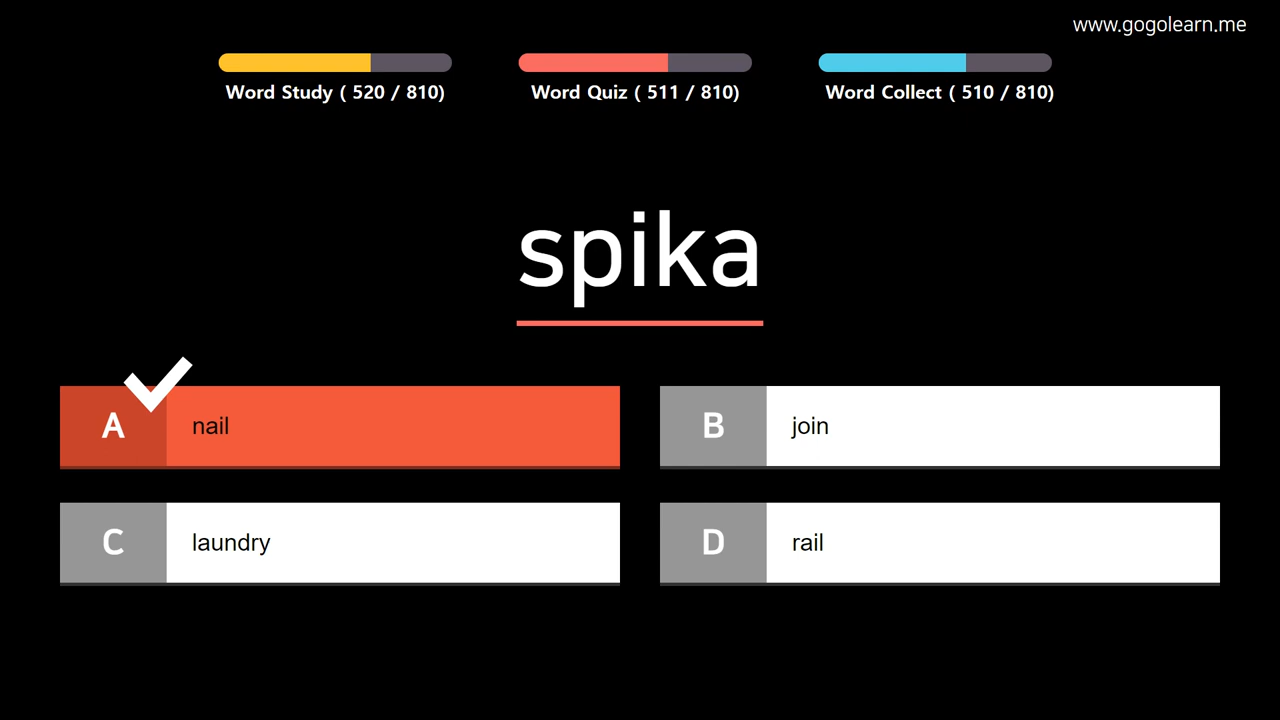 www.gogolearn.me
Word Study ( 520 / 810)
Word Quiz ( 511 / 810)
Word Collect ( 510 / 810)
spika
A nail
B join
C laundry
D rail